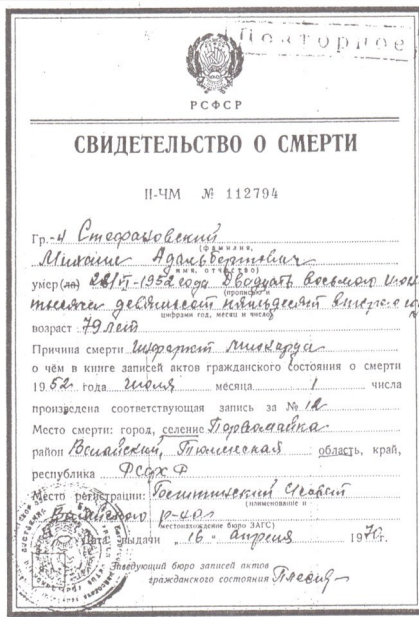 Повторное
РСФСР
СВИДЕТЕЛЬСТВО О СМЕРТИ
II-ЧМ № 112794
Гр.-н Стефановский
(фамилия,
Михаил Адальбертович
имя, отчество)
умер (ла) 28/VI-1952 года Двадцать восьмого
(прописью и
тысяча девятьсот пятьдесят второго
цифрами год, месяц и число)
возраст 79 лет
Причина смерти Инфаркт миокарда
о чём в книге записей актов гражданского состояния о смерти
1952 года июля месяца 1 числа
произведена соответствующая запись за № 12
Место смерти: город, селение Первомайка
район Тюменская область, край,
республика РСФСР
Место регистрации:
(наименование и
р-на
местонахождение бюро ЗАГС)
Дата выдачи „16" апреля 1970г.
Заведующий бюро записей актов
гражданского состояния